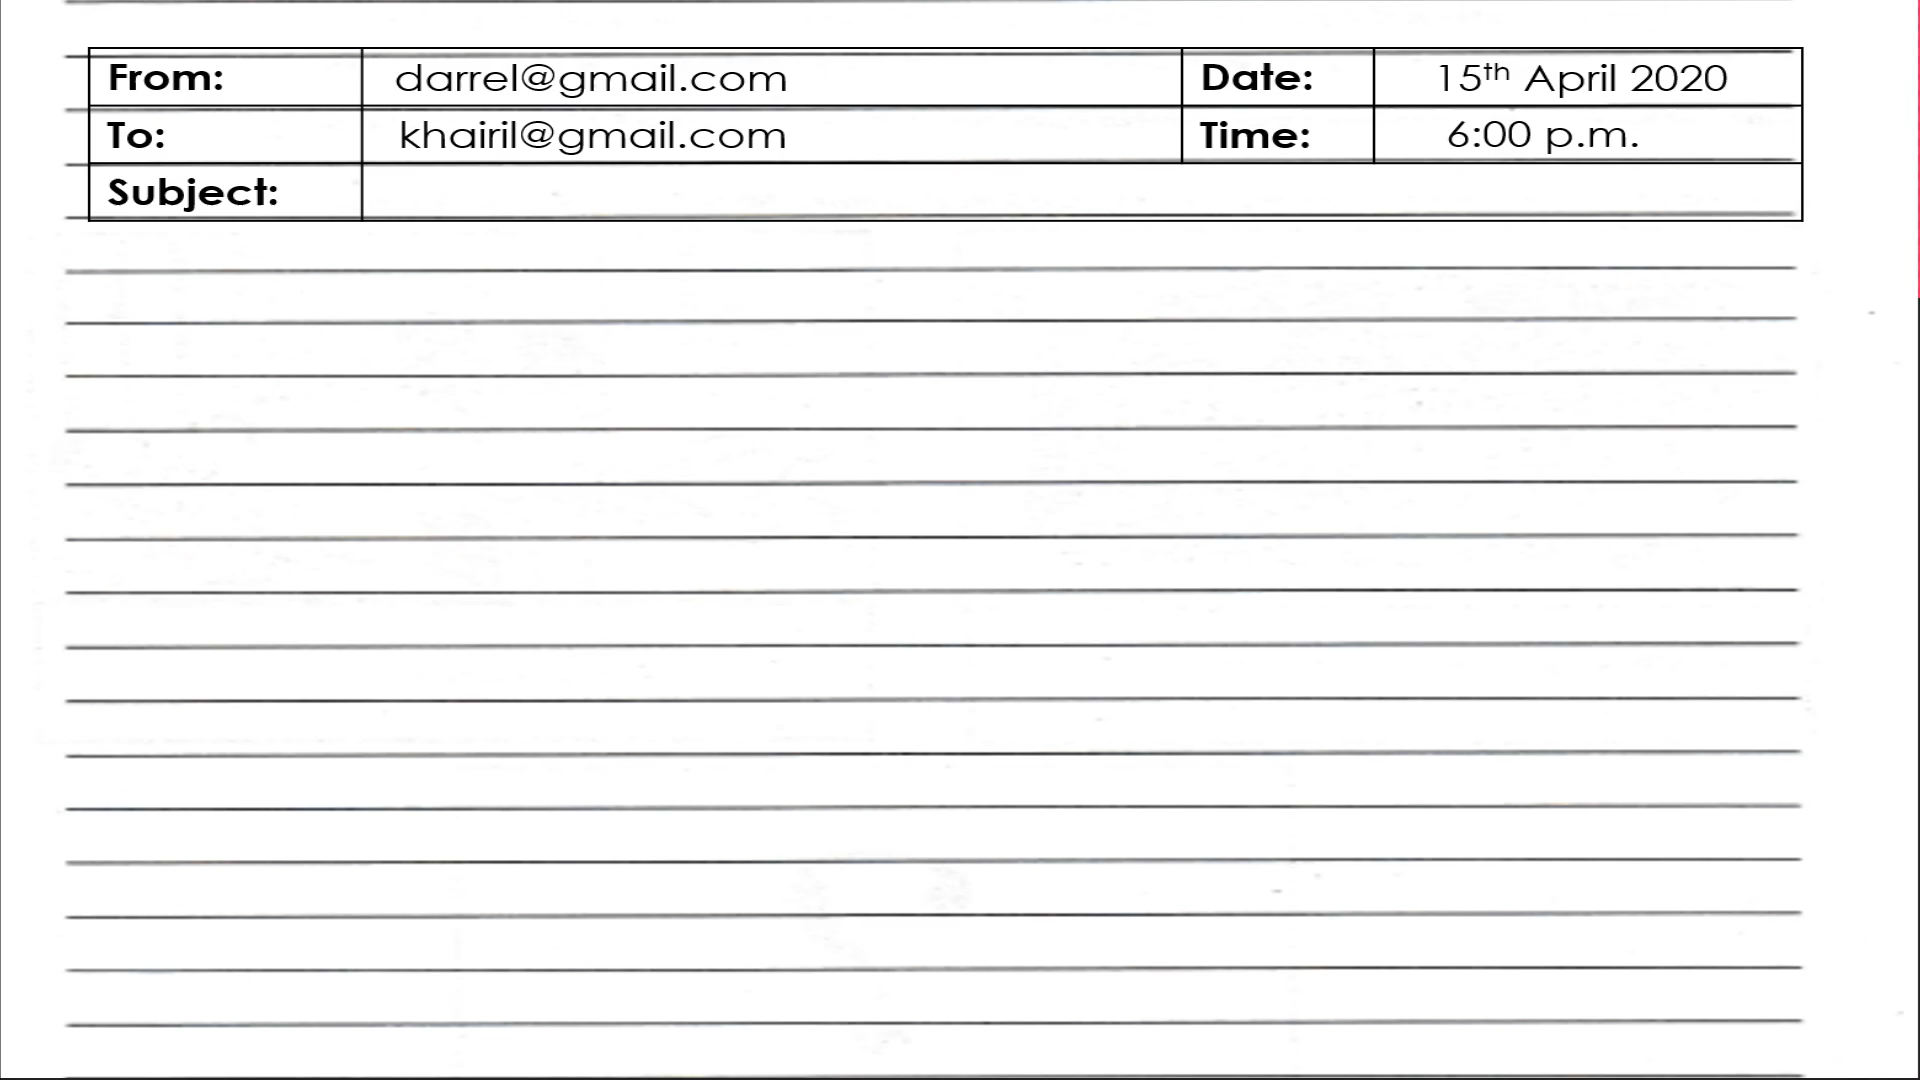 From: darrel@gmail.com Date: 15th April 2020
To: khairil@gmail.com Time: 6:00 p.m.
Subject: